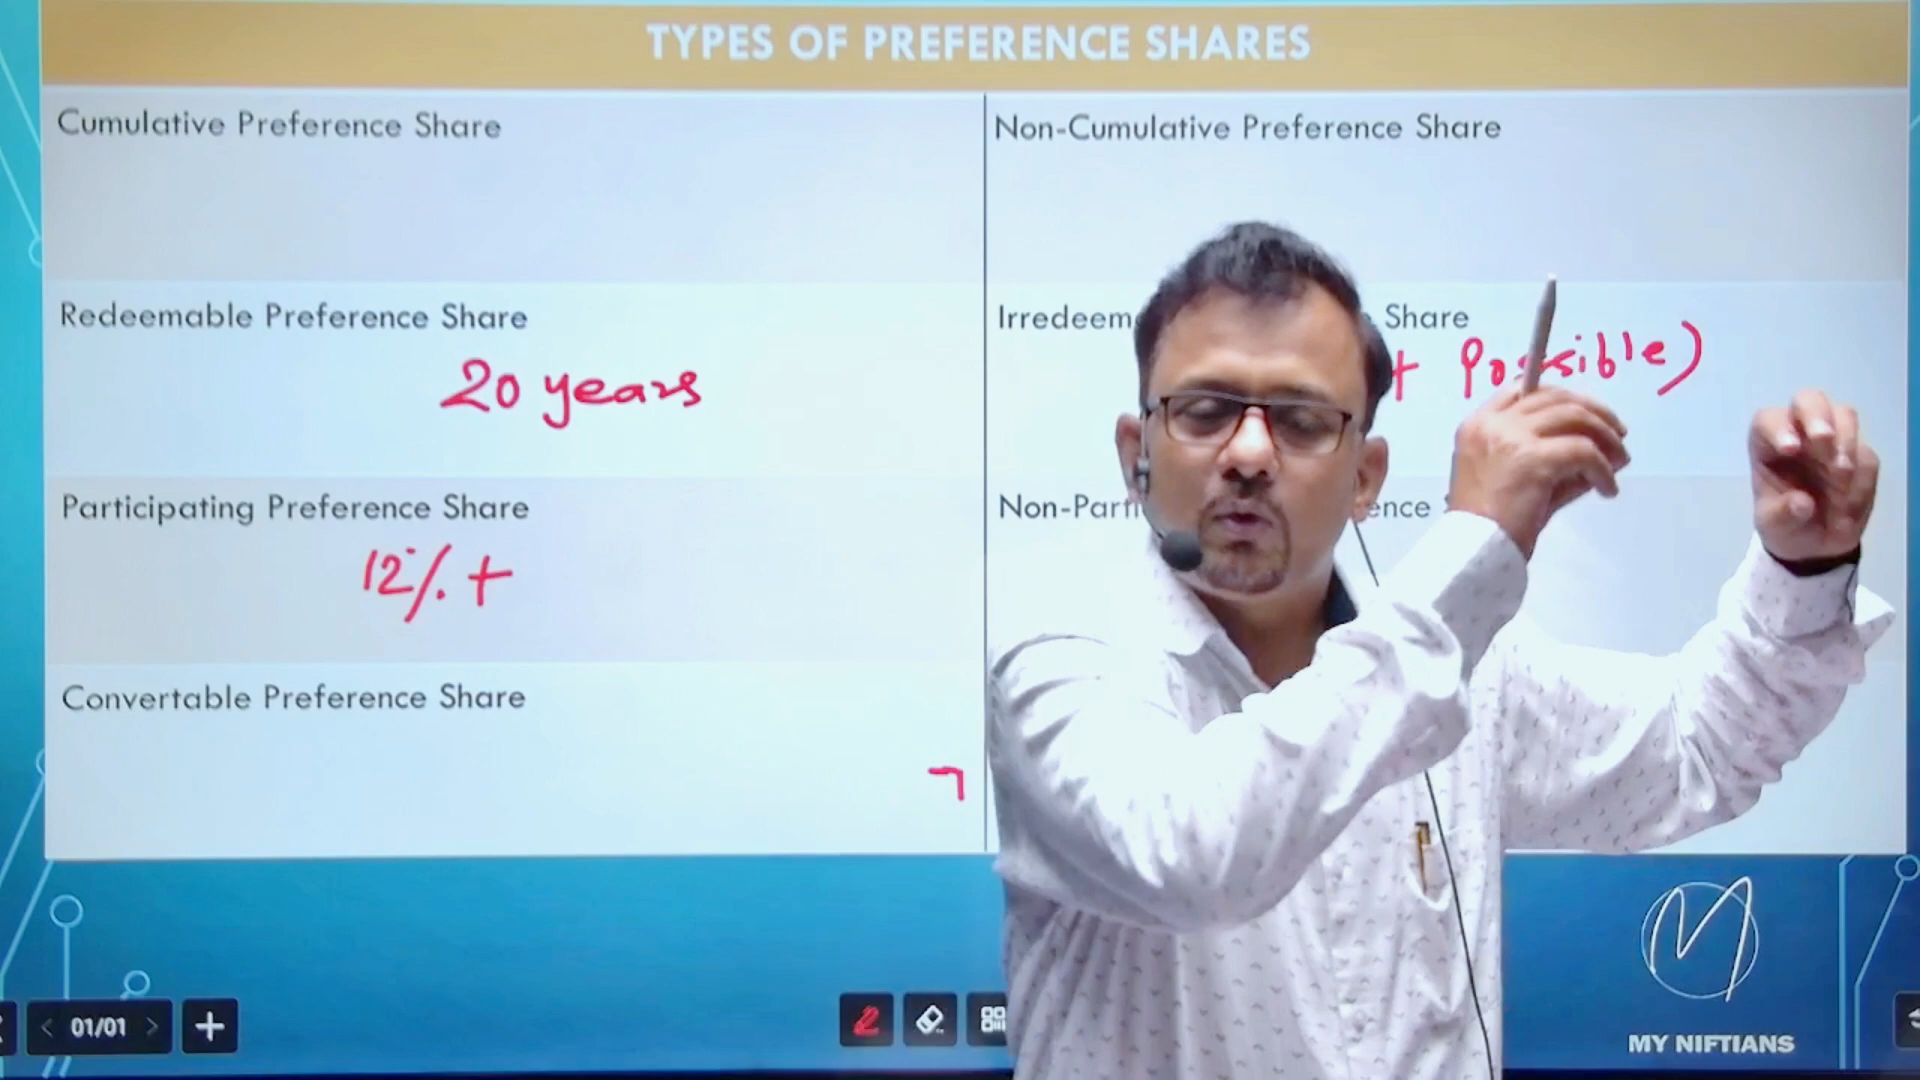 TYPES OF PREFERENCE SHARES
Cumulative Preference Share
Non-Cumulative Preference Share
Redeemable Preference Share
20 years
Share
Possible)
Participating Preference Share
12% +
Convertable Preference Share
01/01
MY NIFTIANS